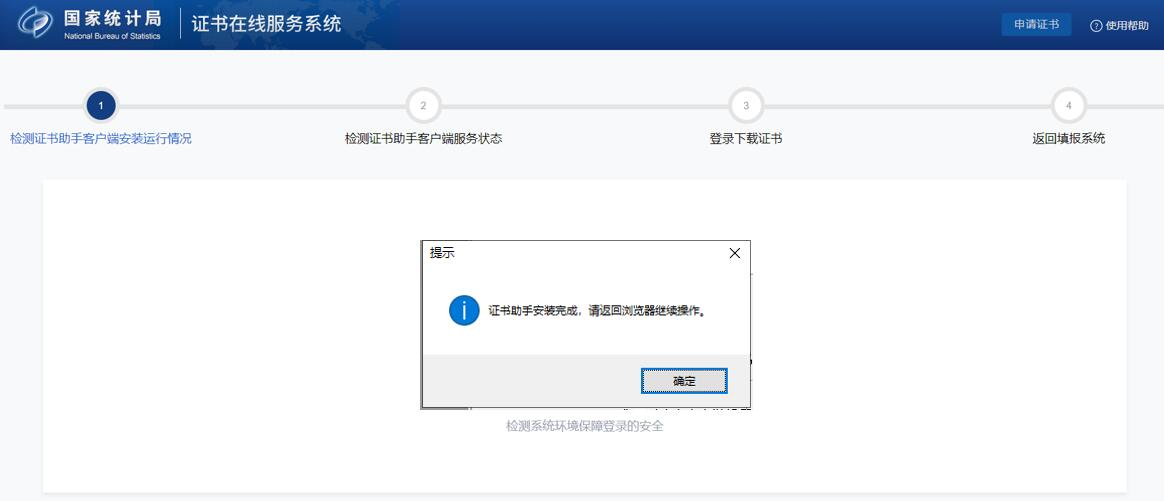 国家统计局
National Bureau of Statistics
证书在线服务系统
申请证书
? 使用帮助
1
2
3
4
检测证书助手客户端安装运行情况
检测证书助手客户端服务状态
登录下载证书
返回填报系统
提示
证书助手安装完成，请返回浏览器继续操作。
确定
检测系统环境保障登录的安全